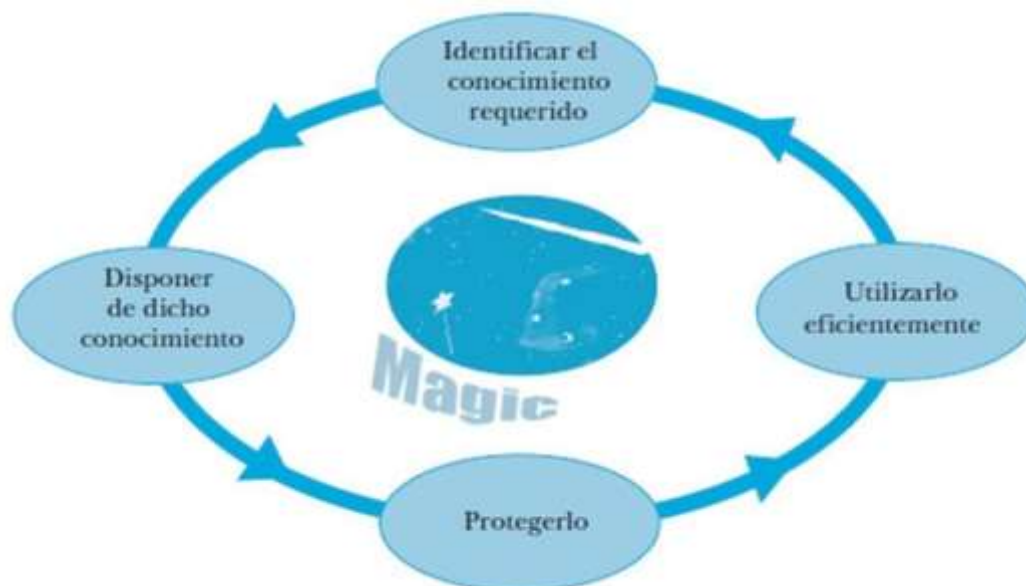 Identificar el
conocimiento
requerido
Disponer
de dicho
conocimiento
Utilizarlo
eficientemente
Magic
Protegerlo